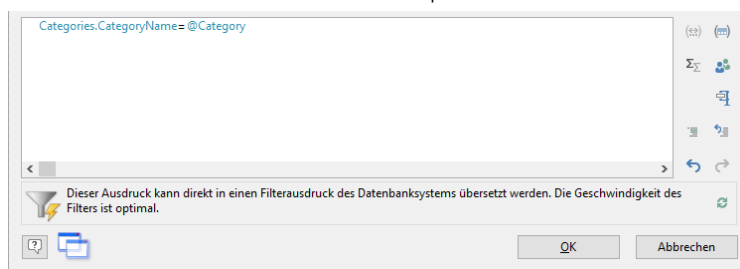 Categories.CategoryName= @Category
Dieser Ausdruck kann direkt in einen Filterausdruck des Datenbanksystems übersetzt werden. Die Geschwindigkeit des
Filters ist optimal.
OK
Abbrechen